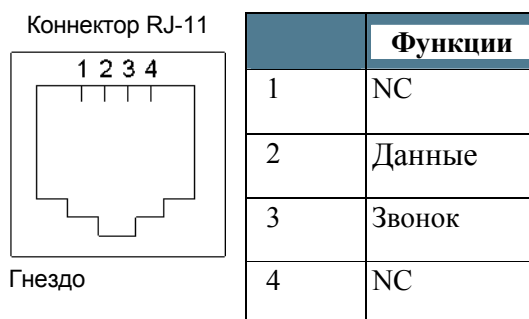 Коннектор RJ-11
1 2 3 4
Гнездо
Функции
1 NC
2 Данные
3 Звонок
4 NC